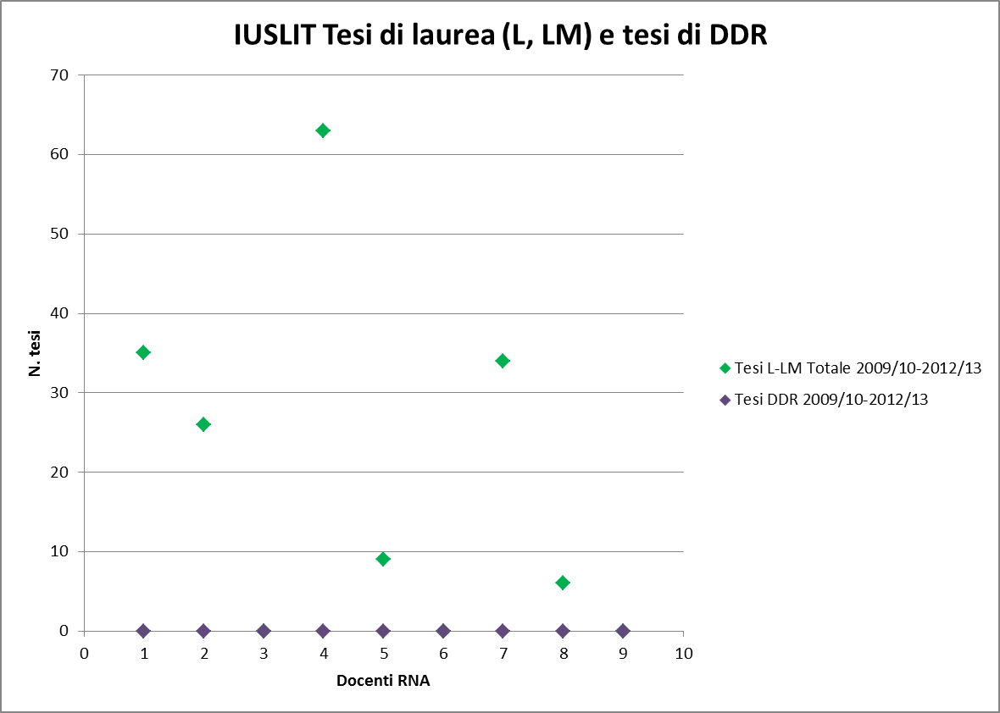 IUSLIT Tesi di laurea (L, LM) e tesi di DDR
70
60
50
40
30
20
10
0
N. tesi
0 1 2 3 4 5 6 7 8 9 10
Docenti RNA
Tesi L-LM Totale 2009/10-2012/13
Tesi DDR 2009/10-2012/13